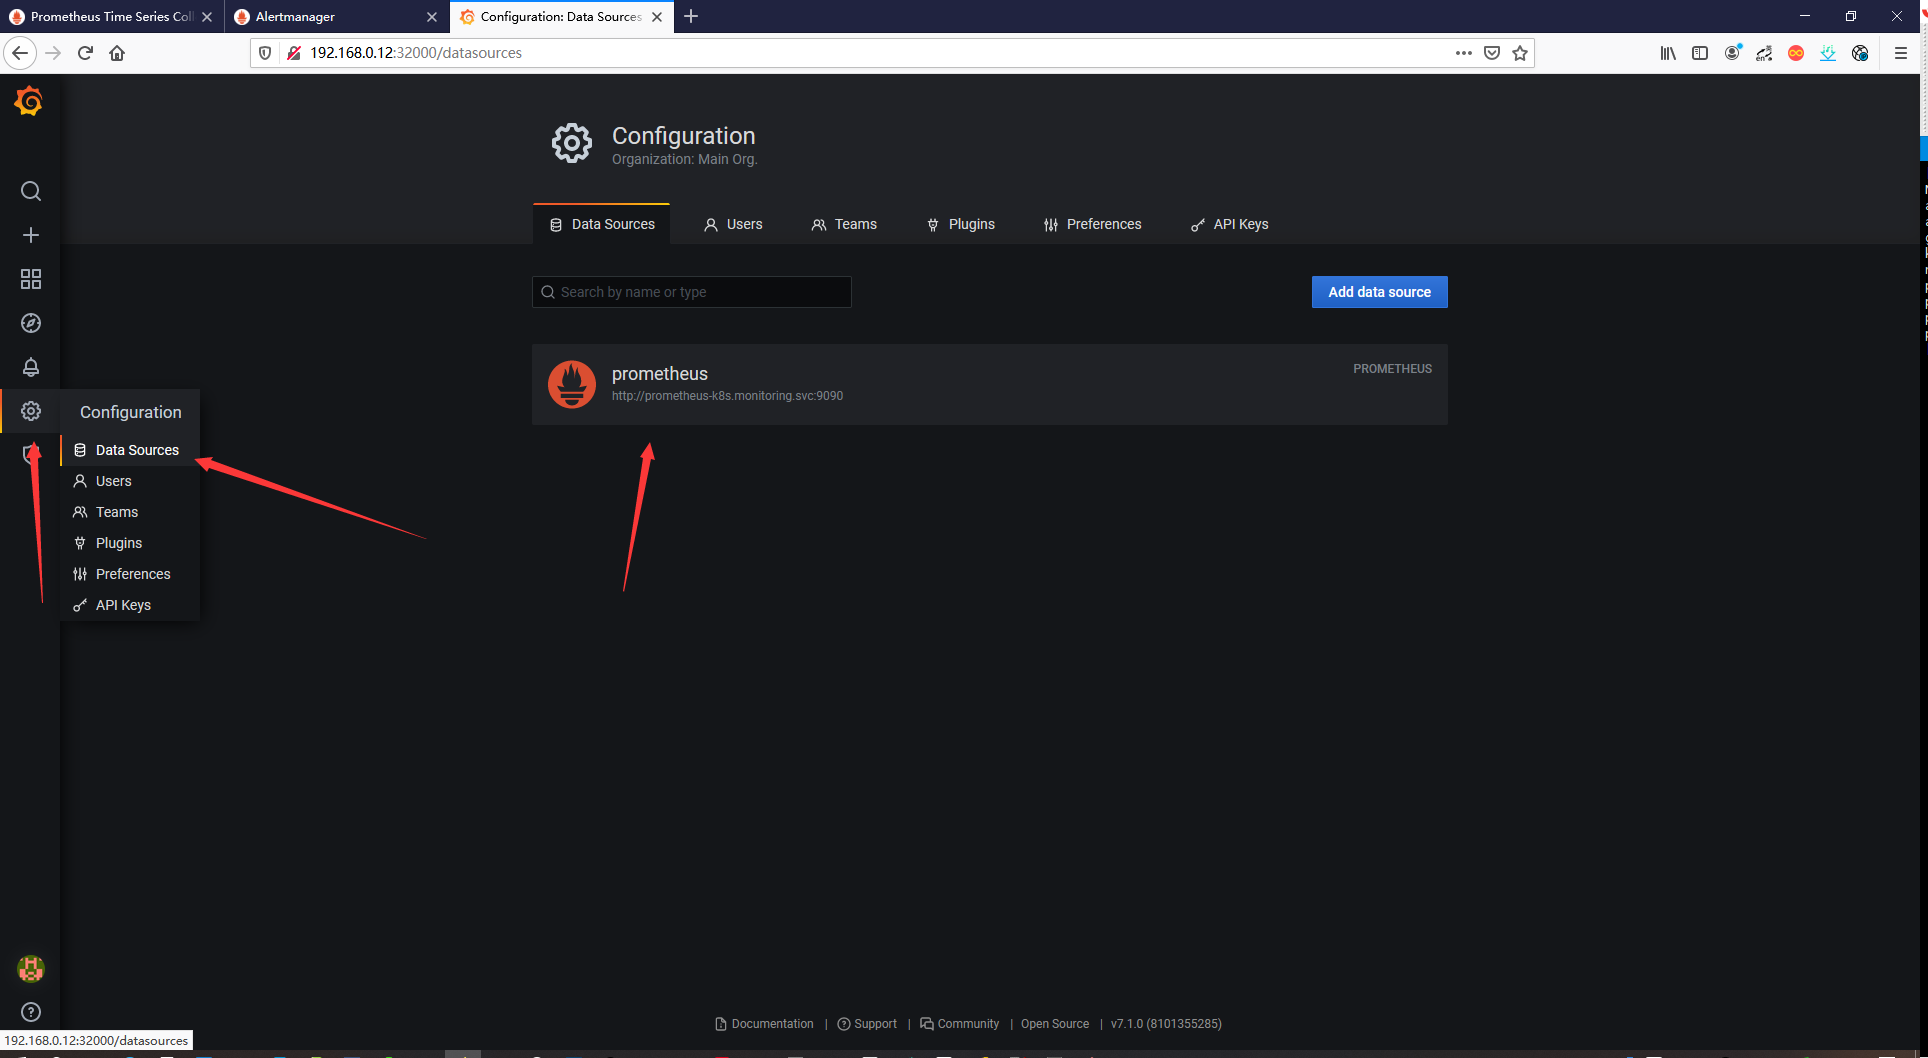 Prometheus Time Series Coll
Alertmanager
Configuration: Data Sources
192.168.0.12:32000/datasources
en
Configuration
Organization: Main Org.
Data Sources
Users
Teams
Plugins
Preferences
API Keys
Search by name or type
Add data source
prometheus
PROMETHEUS
http://prometheus-k8s.monitoring.svc:9090
Configuration
Data Sources
Users
Teams
Plugins
Preferences
API Keys
Documentation | Support | Community | Open Source | v7.1.0 (8101355285)
192.168.0.12:32000/datasources